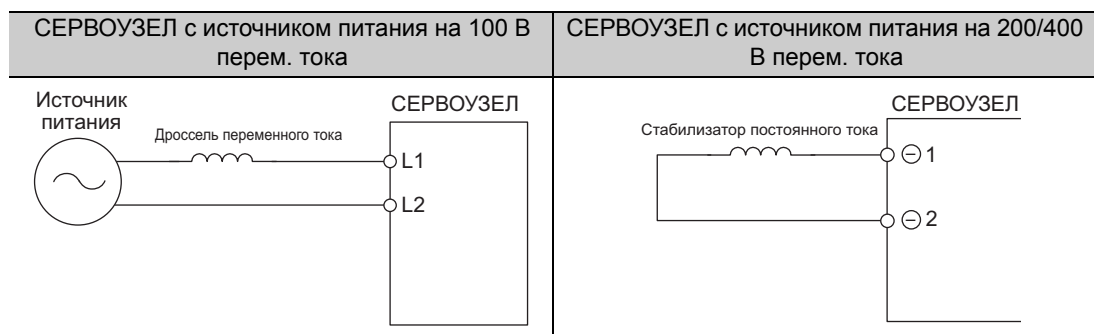 СЕРВОУЗЕЛ с источником питания на 100 В
перем. тока
СЕРВОУЗЕЛ с источником питания на 200/400
В перем. тока
Источник
питания
Дроссель переменного тока
СЕРВОУЗЕЛ
L1
L2
Стабилизатор постоянного тока
СЕРВОУЗЕЛ
⊖ 1
⊖ 2